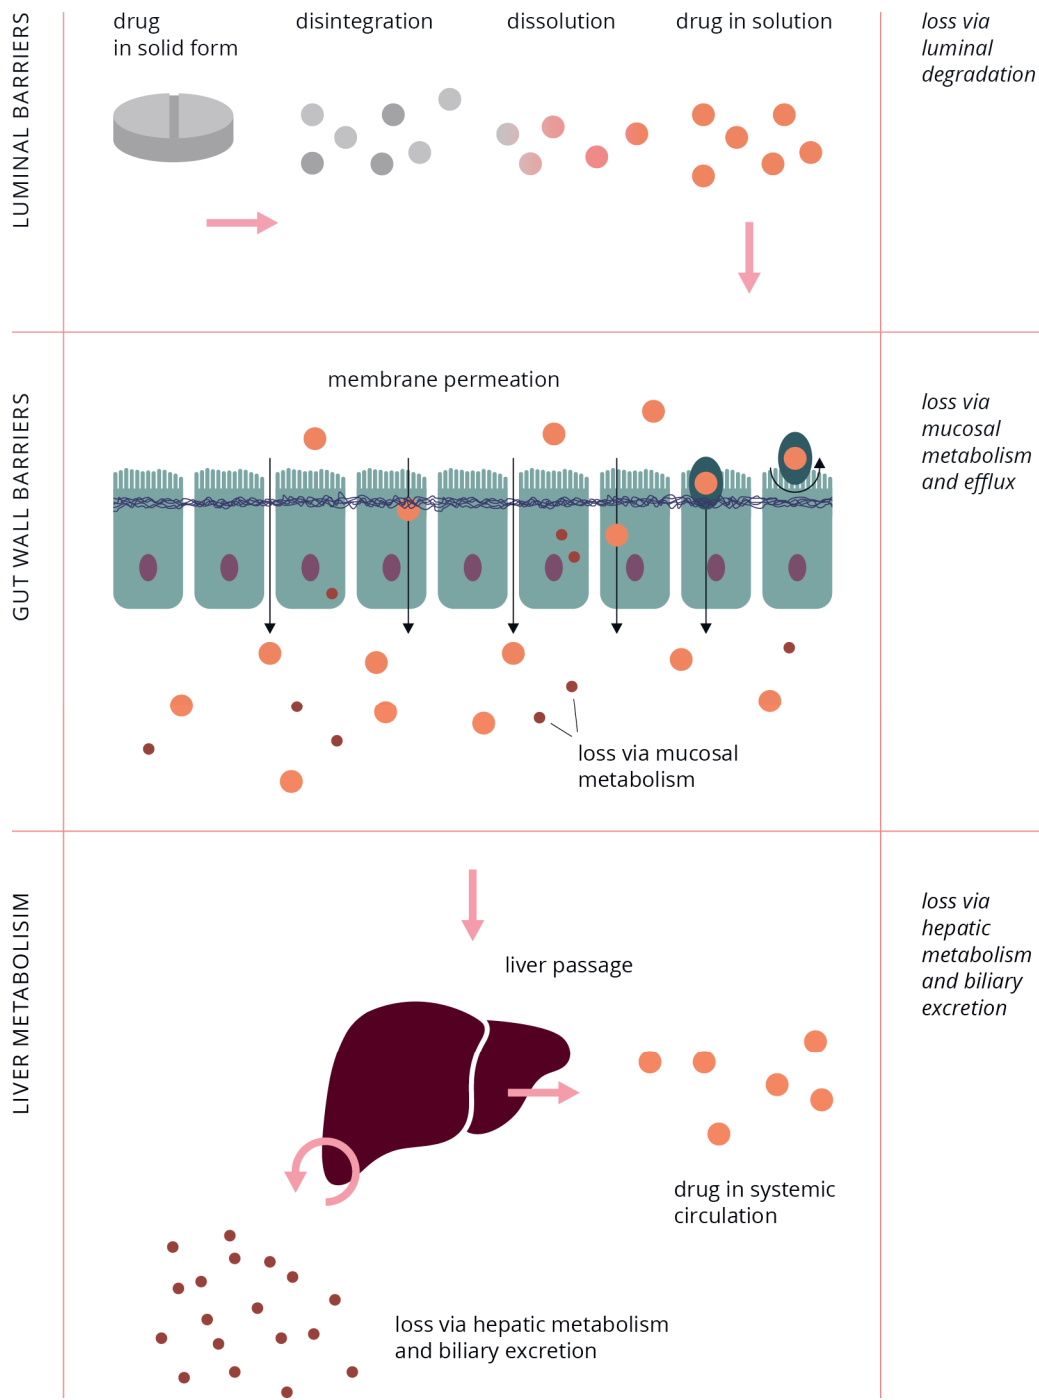 LUMINAL BARRIERS
drug
in solid form
disintegration
dissolution
drug in solution
loss via
luminal
degradation
GUT WALL BARRIERS
membrane permeation
loss via
mucosal
metabolism
and efflux
loss via mucosal
metabolism
LIVER METABOLISIM
liver passage
loss via
hepatic
metabolism
and biliary
excretion
drug in systemic
circulation
loss via hepatic metabolism
and biliary excretion